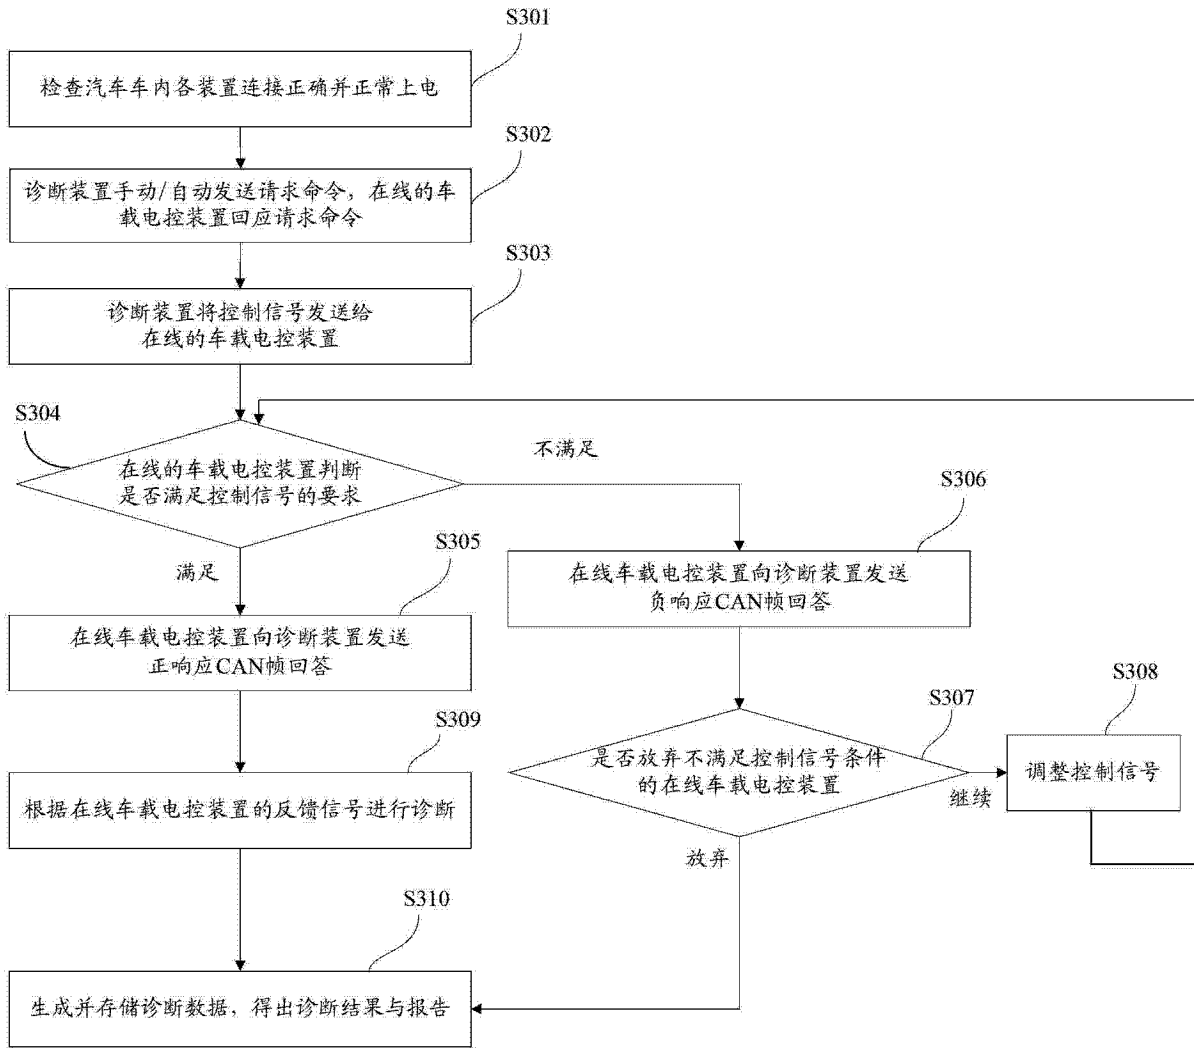 S301
检查汽车车内各装置连接正确并正常上电
S302
诊断装置手动/自动发送请求命令，在线的车
载电控装置回应请求命令
S303
诊断装置将控制信号发送给
在线的车载电控装置
S304
在线的车载电控装置判断
是否满足控制信号的要求
不满足
满足
S305
在线车载电控装置向诊断装置发送
正响应CAN帧回答
S306
在线车载电控装置向诊断装置发送
负响应CAN帧回答
S307
是否放弃不满足控制信号条件
的在线车载电控装置
继续
放弃
S308
调整控制信号
S309
根据在线车载电控装置的反馈信号进行诊断
S310
生成并存储诊断数据，得出诊断结果与报告